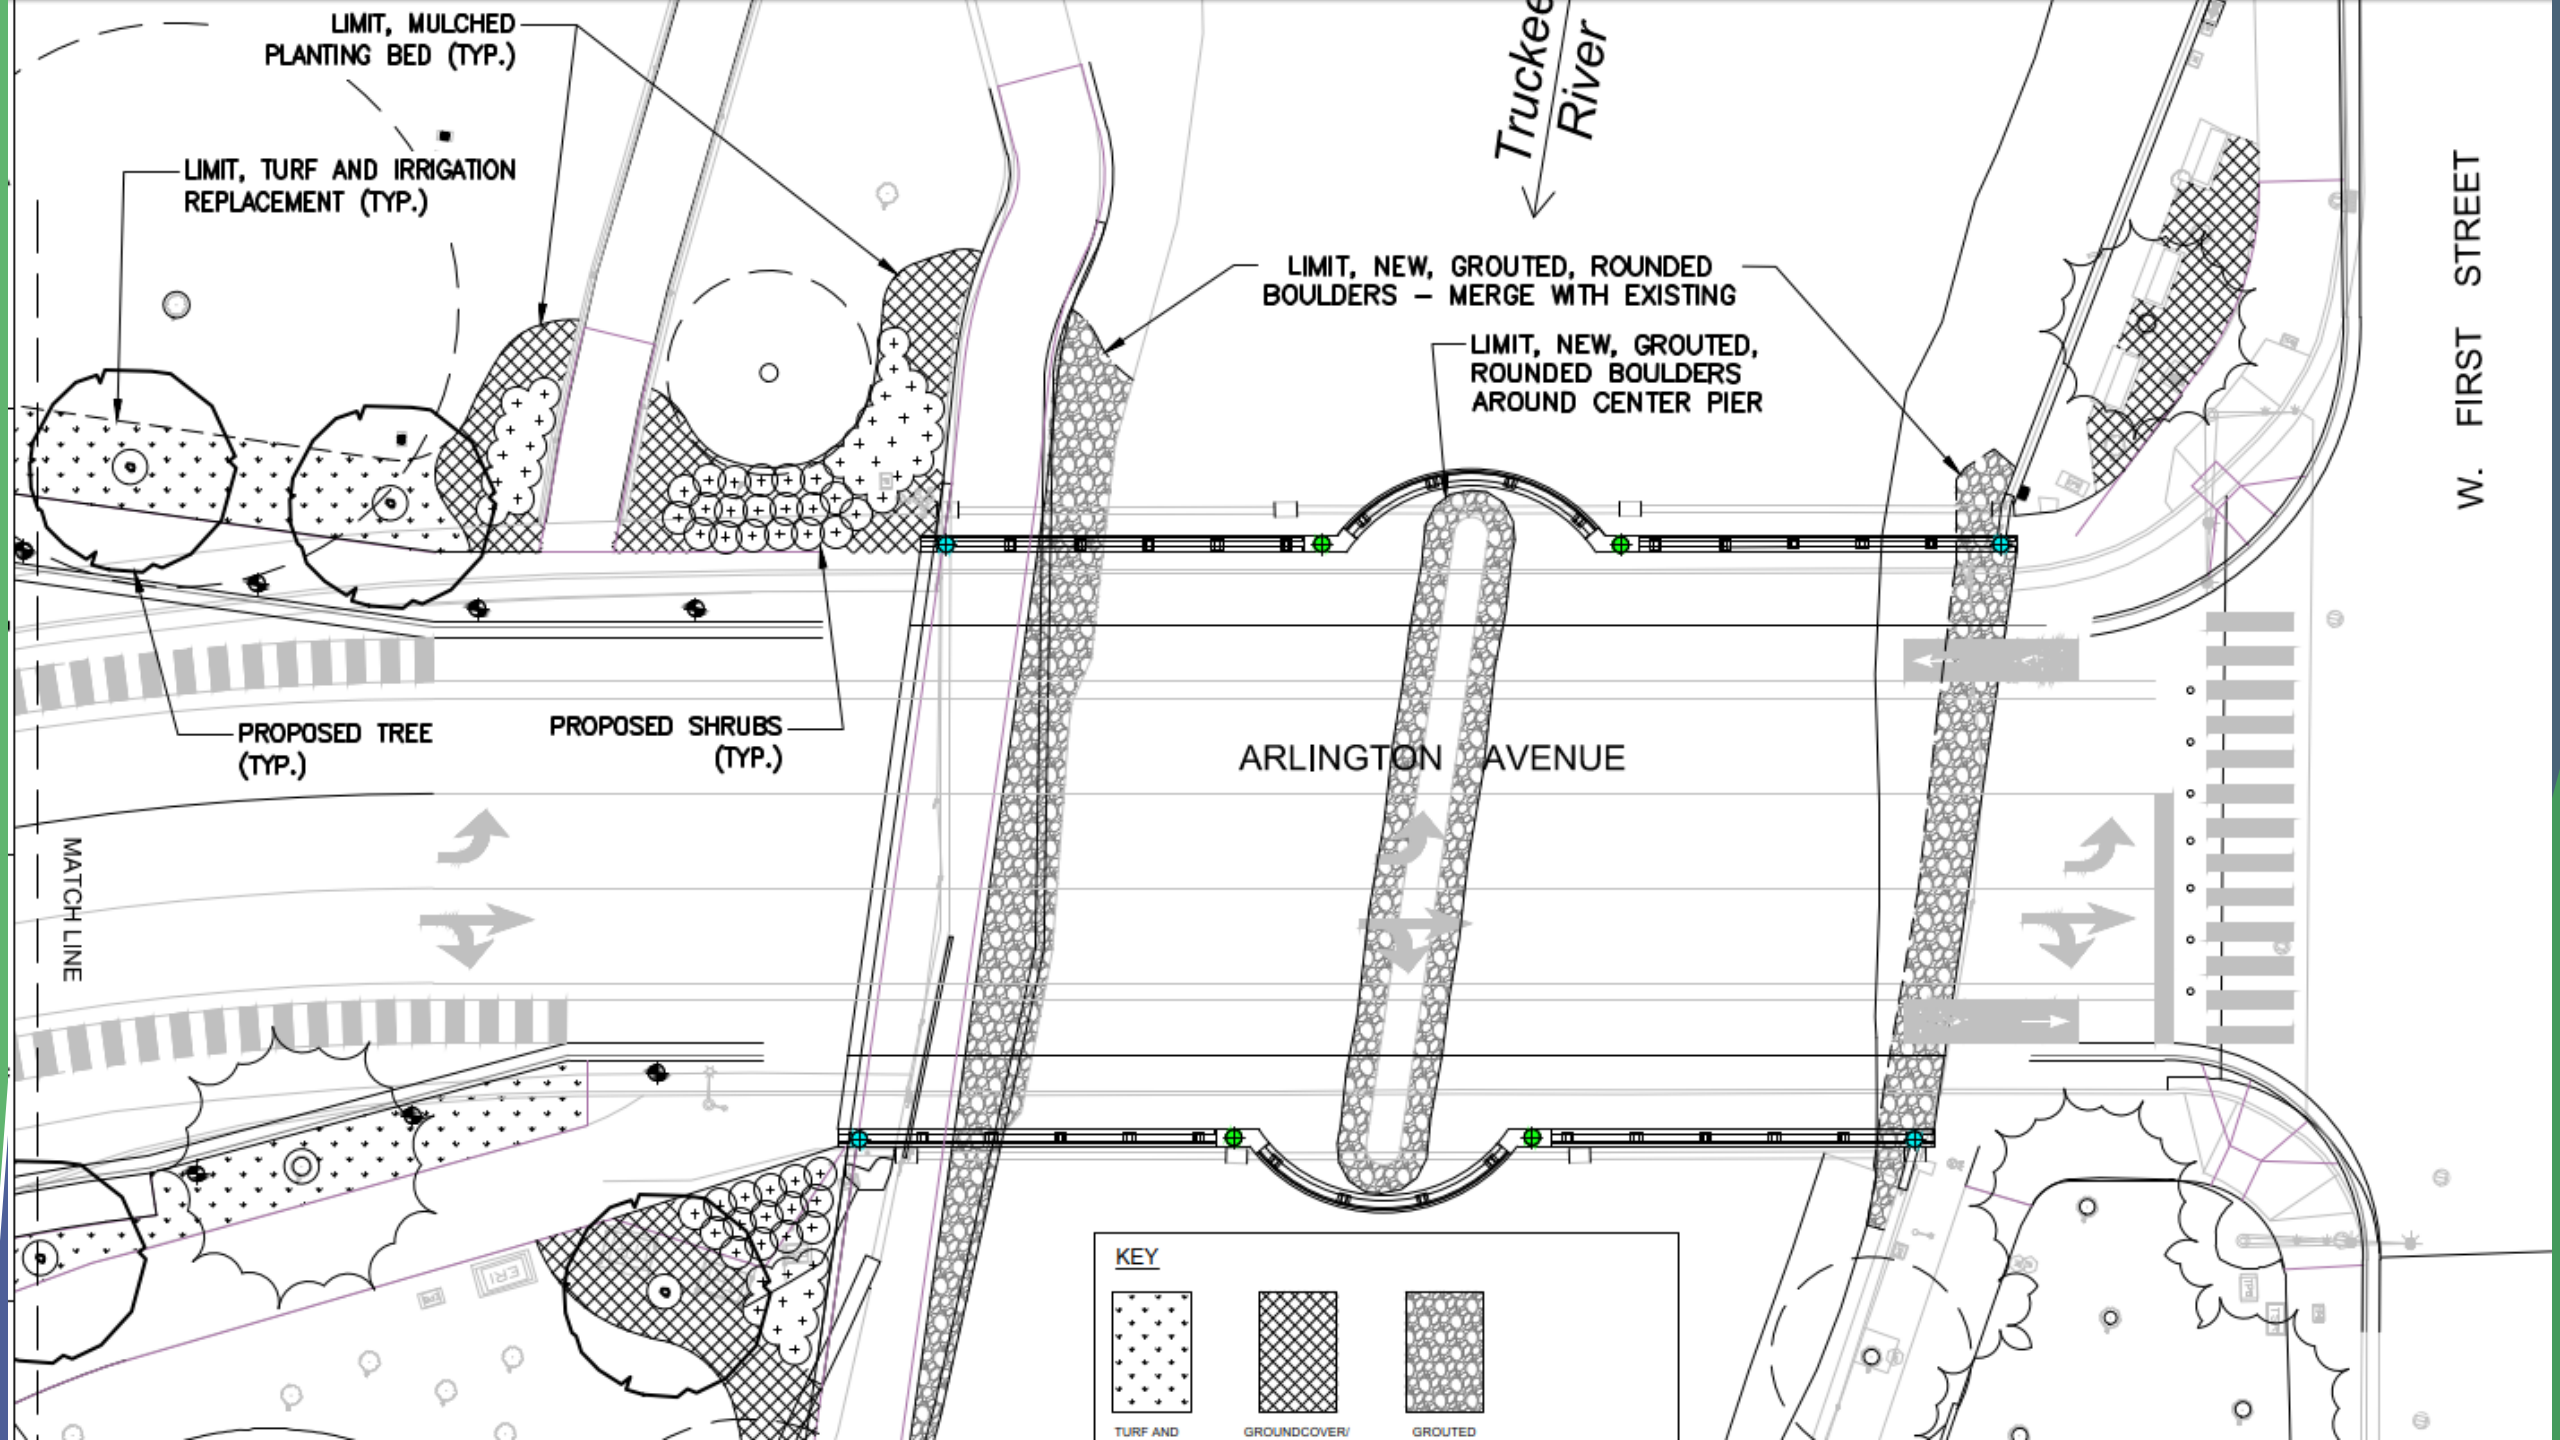 LIMIT, MULCHED
PLANTING BED (TYP.)
LIMIT, TURF AND IRRIGATION
REPLACEMENT (TYP.)
Truckee
River
LIMIT, NEW, GROUTED, ROUNDED
BOULDERS – MERGE WITH EXISTING
LIMIT, NEW, GROUTED,
ROUNDED BOULDERS
AROUND CENTER PIER
W. FIRST STREET
PROPOSED TREE
(TYP.)
PROPOSED SHRUBS
(TYP.)
ARLINGTON AVENUE
MATCH LINE
KEY
TURF AND
GROUNDCOVER/
GROUTED